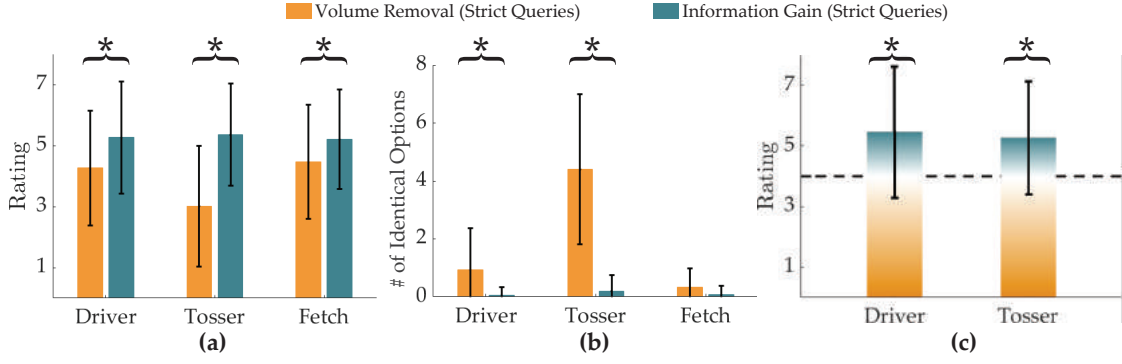 Volume Removal (Strict Queries) Information Gain (Strict Queries)
* * *
7
5
3
1
Rating
Driver Tosser Fetch
(a)
* *
8
6
4
2
0
# of Identical Options
Driver Tosser Fetch
(b)
* *
7
5
3
1
Rating
Driver Tosser
(c)